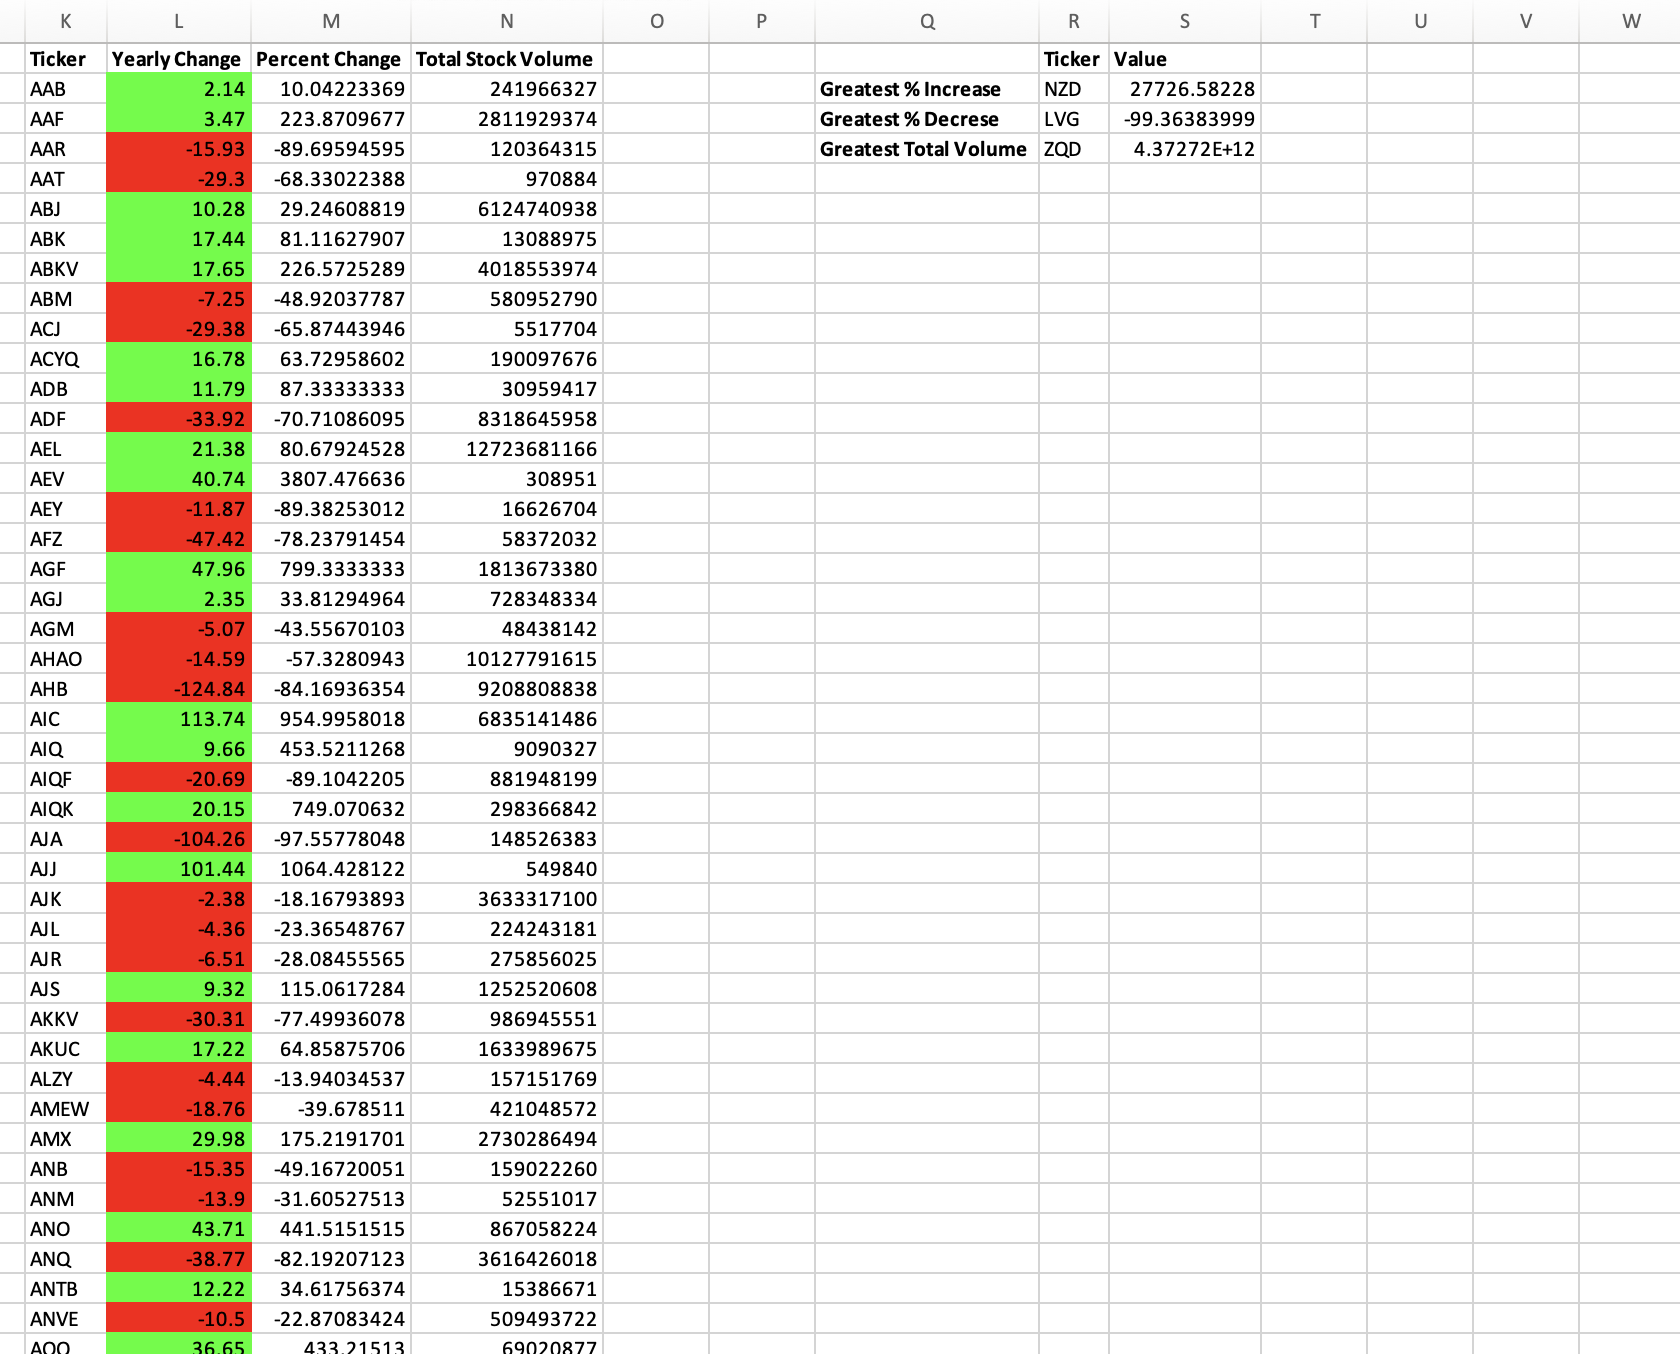 K L M N O P Q R S T U V W
Ticker Yearly Change Percent Change Total Stock Volume Ticker Value
AAB 2.14 10.04223369 241966327 Greatest % Increase NZD 27726.58228
AAF 3.47 223.8709677 2811929374 Greatest % Decrese LVG -99.36383999
AAR -15.93 -89.69594595 120364315 Greatest Total Volume ZQD 4.37272E+12
AAT -29.3 -68.33022388 970884
ABJ 10.28 29.24608819 6124740938
ABK 17.44 81.11627907 13088975
ABKV 17.65 226.5725289 4018553974
ABM -7.25 -48.92037787 580952790
ACJ -29.38 -65.87443946 5517704
ACYQ 16.78 63.72958602 190097676
ADB 11.79 87.33333333 30959417
ADF -33.92 -70.71086095 8318645958
AEL 21.38 80.67924528 12723681166
AEV 40.74 3807.476636 308951
AEY -11.87 -89.38253012 16626704
AFZ -47.42 -78.23791454 58372032
AGF 47.96 799.3333333 1813673380
AGJ 2.35 33.81294964 728348334
AGM -5.07 -43.55670103 48438142
AHAO -14.59 -57.3280943 10127791615
AHB -124.84 -84.16936354 9208808838
AIC 113.74 954.9958018 6835141486
AIQ 9.66 453.5211268 9090327
AIQF -20.69 -89.1042205 881948199
AIQK 20.15 749.070632 298366842
AJA -104.26 -97.55778048 148526383
AJJ 101.44 1064.428122 549840
AJK -2.38 -18.16793893 3633317100
AJL -4.36 -23.36548767 224243181
AJR -6.51 -28.08455565 275856025
AJS 9.32 115.0617284 1252520608
AKKV -30.31 -77.49936078 986945551
AKUC 17.22 64.85875706 1633989675
ALZY -4.44 -13.94034537 157151769
AMEW -18.76 -39.678511 421048572
AMX 29.98 175.2191701 2730286494
ANB -15.35 -49.16720051 159022260
ANM -13.9 -31.60527513 52551017
ANO 43.71 441.5151515 867058224
ANQ -38.77 -82.19207123 3616426018
ANTB 12.22 34.61756374 15386671
ANVE -10.5 -22.87083424 509493722
36.65 433.21513 69020877